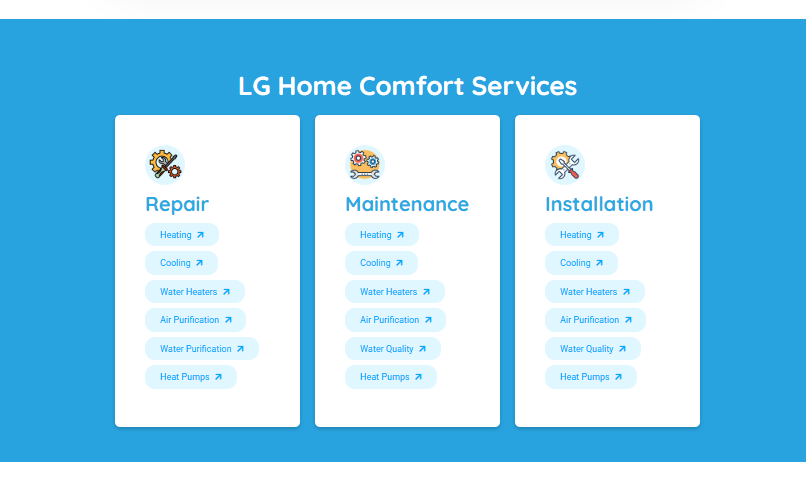 LG Home Comfort Services
Repair
Heating
Cooling
Water Heaters
Air Purification
Water Purification
Heat Pumps
Maintenance
Heating
Cooling
Water Heaters
Air Purification
Water Quality
Heat Pumps
Installation
Heating
Cooling
Water Heaters
Air Purification
Water Quality
Heat Pumps